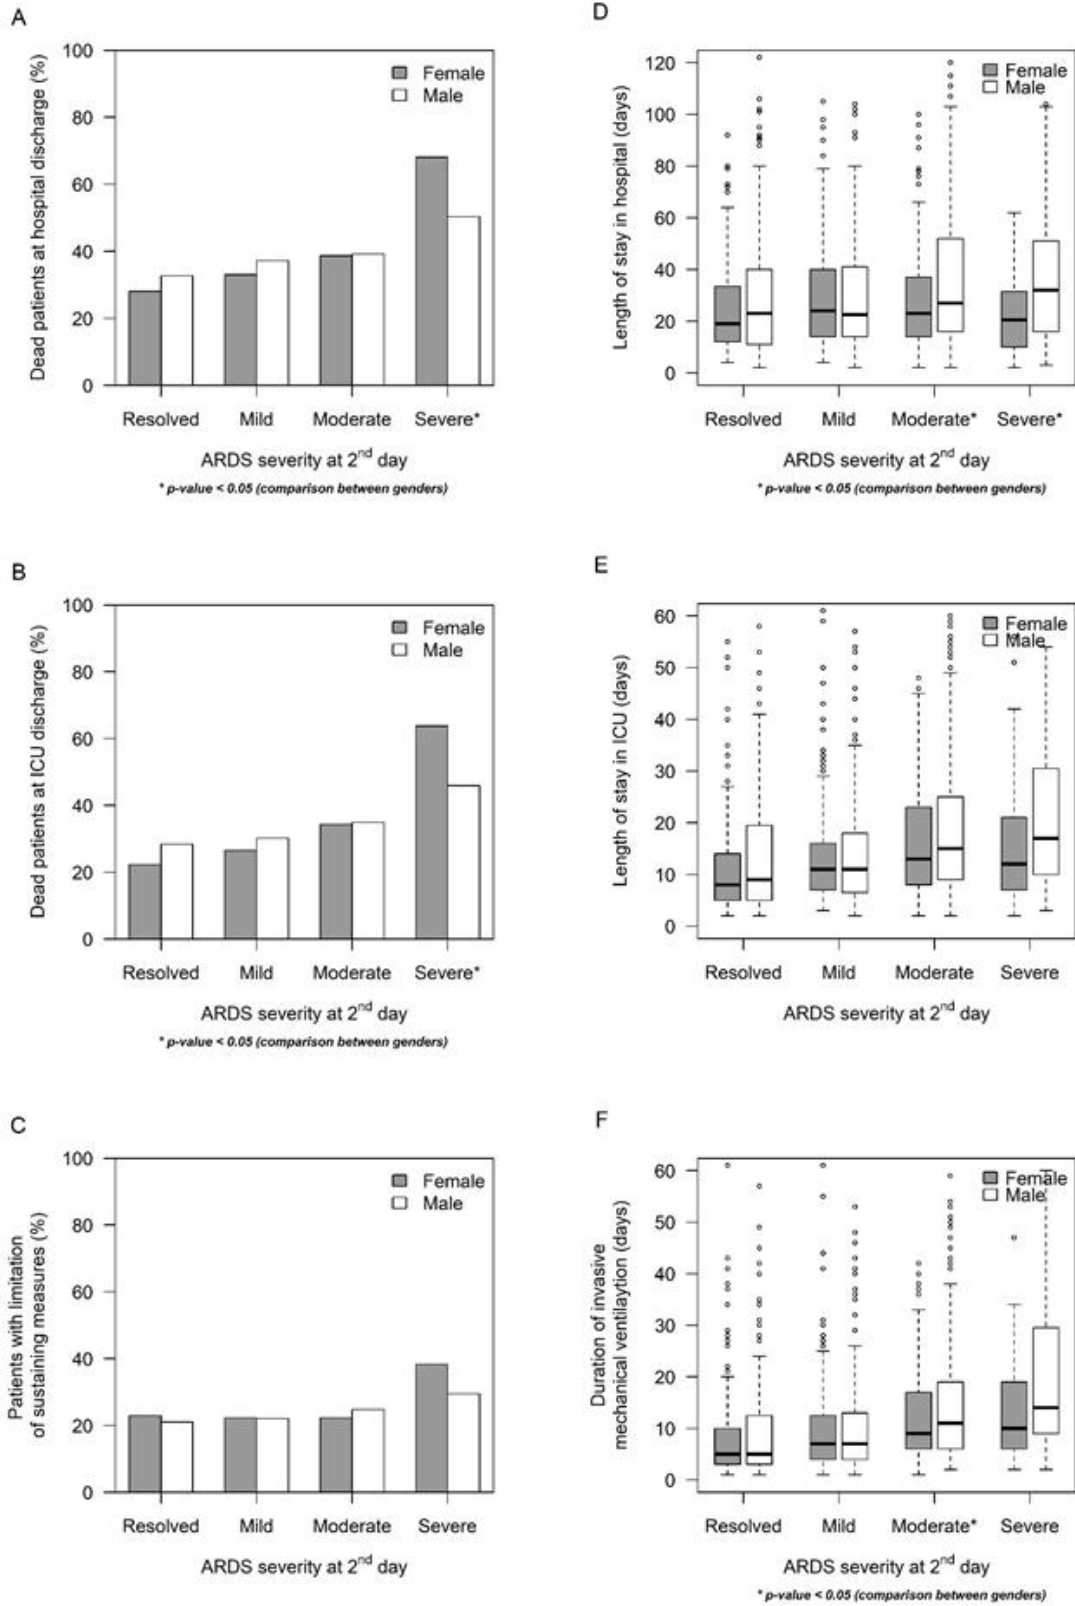 A
Dead patients at hospital discharge (%)
100
80
60
40
20
0
Female
Male
Resolved Mild Moderate Severe*
ARDS severity at 2nd day
* p-value < 0.05 (comparison between genders)
D
Length of stay in hospital (days)
120
100
80
60
40
20
0
Female
Male
Resolved Mild Moderate* Severe*
ARDS severity at 2nd day
* p-value < 0.05 (comparison between genders)
B
Dead patients at ICU discharge (%)
100
80
60
40
20
0
Female
Male
Resolved Mild Moderate Severe*
ARDS severity at 2nd day
* p-value < 0.05 (comparison between genders)
E
Length of stay in ICU (days)
60
50
40
30
20
10
0
Female
Male
Resolved Mild Moderate Severe
ARDS severity at 2nd day
C
Patients with limitation
of sustaining measures (%)
100
80
60
40
20
0
Female
Male
Resolved Mild Moderate Severe
ARDS severity at 2nd day
F
Duration of invasive
mechanical ventilaytion (days)
60
50
40
30
20
10
0
Female
Male
Resolved Mild Moderate* Severe
ARDS severity at 2nd day
* p-value < 0.05 (comparison between genders)